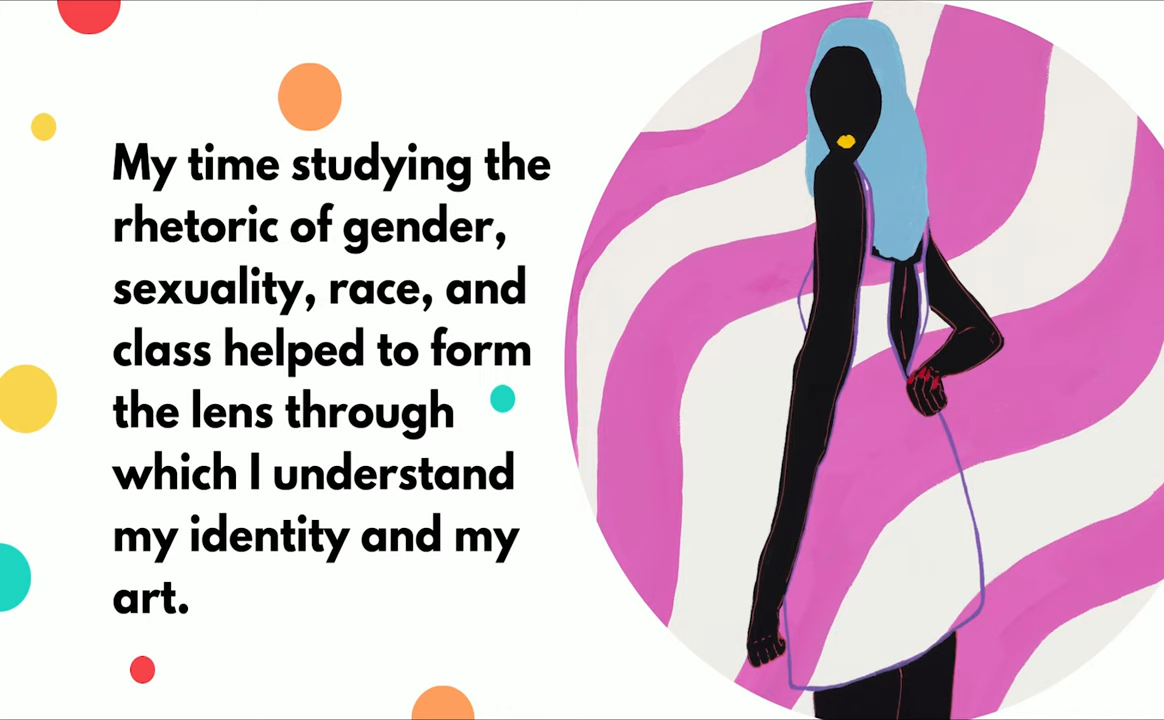 My time studying the
rhetoric of gender,
sexuality, race, and
class helped to form
the lens through
which I understand
my identity and my
art.